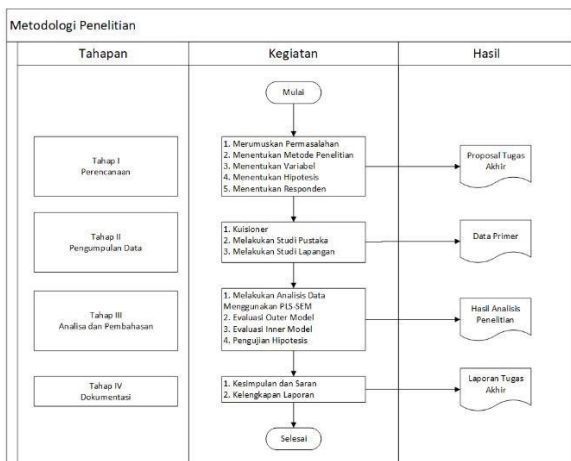 Metodologi Penelitian
Tahapan
Kegiatan
Hasil
Mulai
Tahap I
Perencanaan
1. Merumuskan Permasalahan
2. Menentukan Metode Penelitian
3. Menentukan Variabel
4. Menentukan Hipotesis
5. Menentukan Responden
Proposal Tugas
Akhir
Tahap II
Pengumpulan Data
1. Kuisioner
2. Melakukan Studi Pustaka
3. Melakukan Studi Lapangan
Data Primer
Tahap III
Analisa dan Pembahasan
1. Melakukan Analisis Data
Menggunakan PLS-SEM
2. Evaluasi Outer Model
3. Evaluasi Inner Model
4. Pengujian Hipotesis
Hasil Analisis
Penelitian
Tahap IV
Dokumentasi
1. Kesimpulan dan Saran
2. Kelengkapan Laporan
Laporan Tugas
Akhir
Selesai